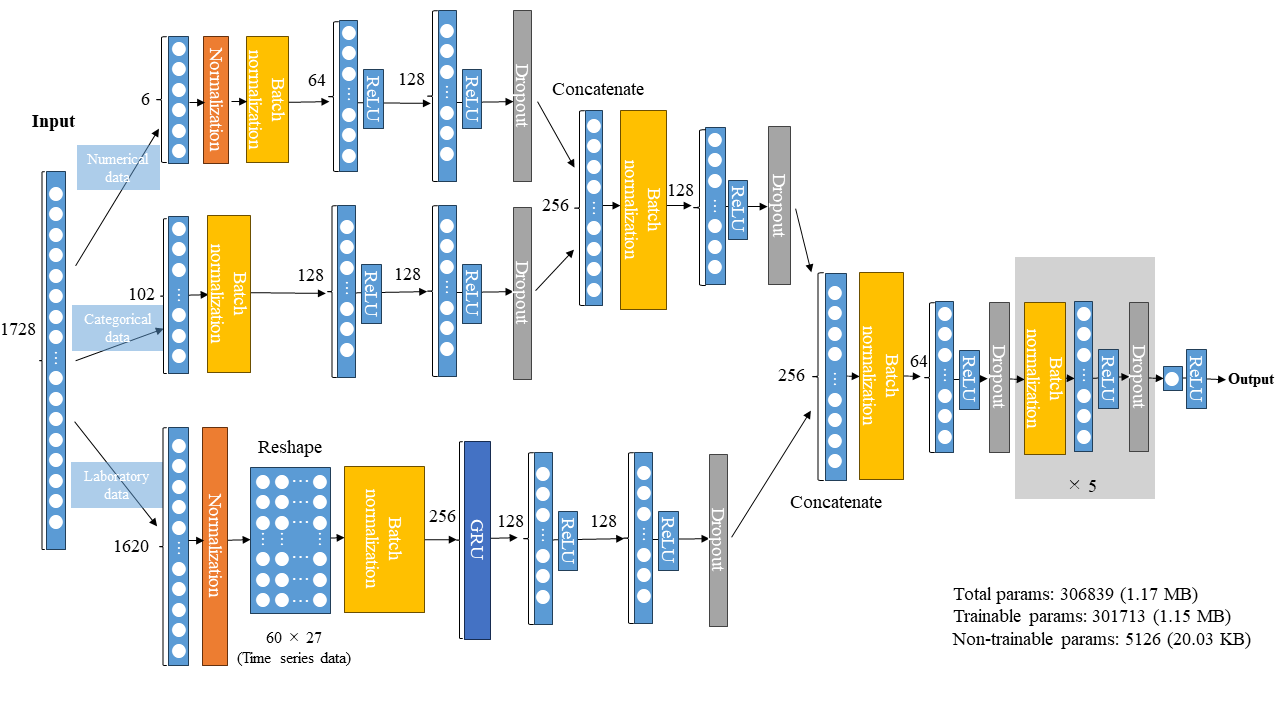 Input
1728
Numerical
data
6
Normalization
Batch
normalization
64
ReLU
128
ReLU
Dropout
Categorical
data
102
Batch
normalization
128
ReLU
128
ReLU
Dropout
Concatenate
256
Batch
normalization
128
ReLU
Dropout
Laboratory
data
1620
Normalization
Reshape
60 × 27
(Time series data)
Batch
normalization
256
GRU
128
ReLU
128
ReLU
Dropout
256
Concatenate
Batch
normalization
64
ReLU
Dropout
Batch
normalization
ReLU
Dropout
× 5
ReLU
Output
Total params: 306839 (1.17 MB)
Trainable params: 301713 (1.15 MB)
Non-trainable params: 5126 (20.03 KB)